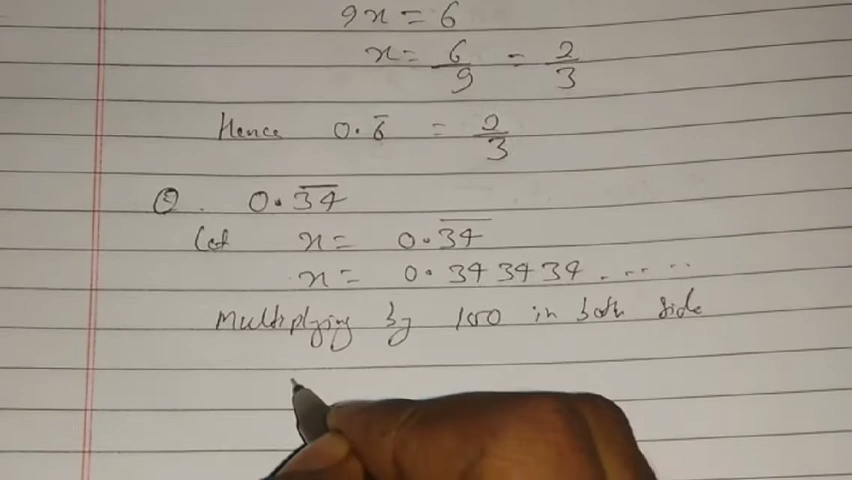 9x = 6
x = 6/9 = 2/3
Hence 0.6̅ = 2/3
Q. 0.3̅4̅
Let x = 0.3̅4̅
x = 0.343434......
Multiplying by 100 in both side